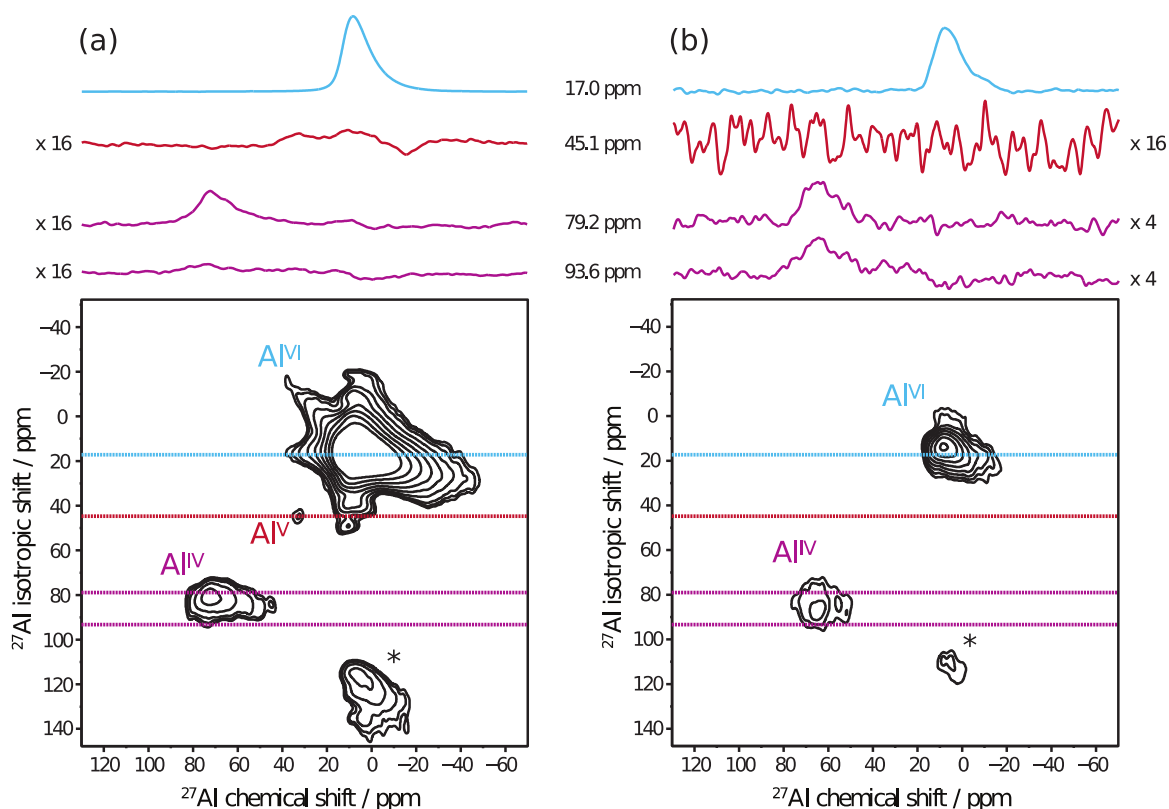 (a) (b)
17.0 ppm
x 16 45.1 ppm x 16
x 16 79.2 ppm x 4
x 16 93.6 ppm x 4
−40 −40
Alⱽᴵ
−20 −20
Alⱽᴵ
0 0
20 20
40 40
Alⱽ
60 60
Alᴵⱽ Alᴵⱽ
80 80
100 100
* *
120 120
140 140
²⁷Al isotropic shift / ppm ²⁷Al isotropic shift / ppm
120 100 80 60 40 20 0 −20 −40 −60 120 100 80 60 40 20 0 −20 −40 −60
²⁷Al chemical shift / ppm ²⁷Al chemical shift / ppm